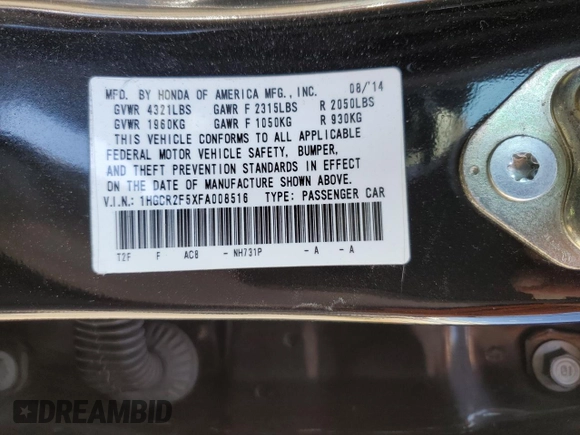 MFD. BY HONDA OF AMERICA MFG., INC. 08/'14
GVWR 4321LBS GAWR F 2315LBS R 2050LBS
GVWR 1960KG GAWR F 1050KG R 930KG
THIS VEHICLE CONFORMS TO ALL APPLICABLE
FEDERAL MOTOR VEHICLE SAFETY, BUMPER,
AND THEFT PREVENTION STANDARDS IN EFFECT
ON THE DATE OF MANUFACTURE SHOWN ABOVE.
V.I.N.: 1HGCR2F5XFA008516 TYPE: PASSENGER CAR
T2F F AC8 - NH731P - A - A
DREAMBID